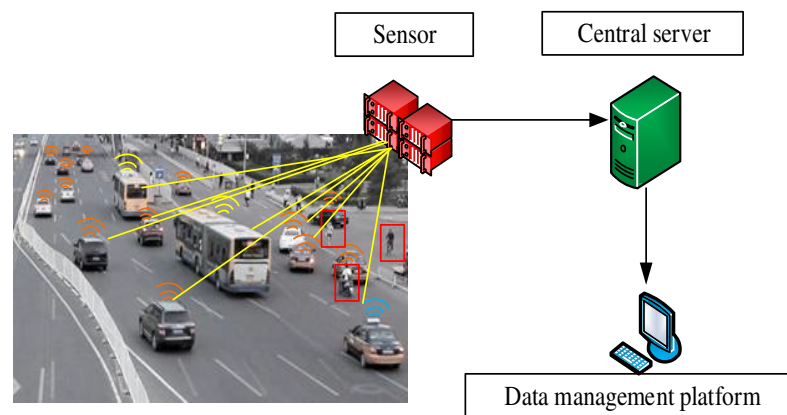 Sensor
Central server
Data management platform